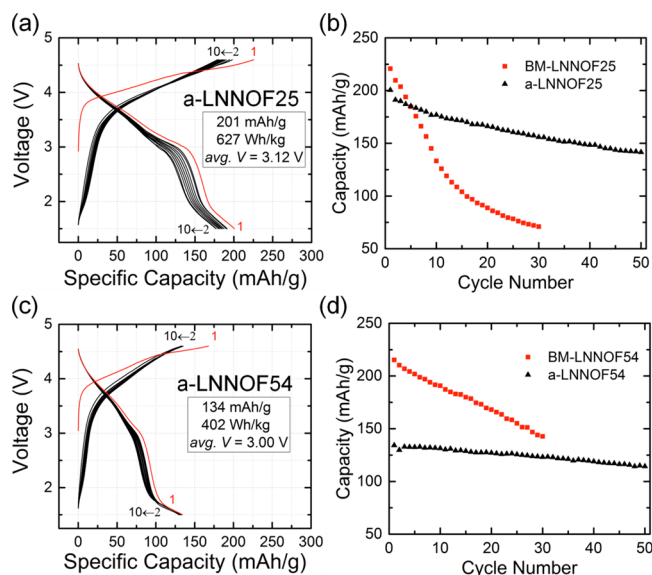 (a)
5
4
3
2
Voltage (V)
10←2
1
a-LNNOF25
201 mAh/g
627 Wh/kg
avg. V = 3.12 V
10←2
1
0 50 100 150 200 250 300
Specific Capacity (mAh/g)
(b)
250
200
150
100
50
Capacity (mAh/g)
BM-LNNOF25
a-LNNOF25
0 10 20 30 40 50
Cycle Number
(c)
5
4
3
2
Voltage (V)
10←2
1
a-LNNOF54
134 mAh/g
402 Wh/kg
avg. V = 3.00 V
10←2
1
0 50 100 150 200 250 300
Specific Capacity (mAh/g)
(d)
250
200
150
100
50
Capacity (mAh/g)
BM-LNNOF54
a-LNNOF54
0 10 20 30 40 50
Cycle Number